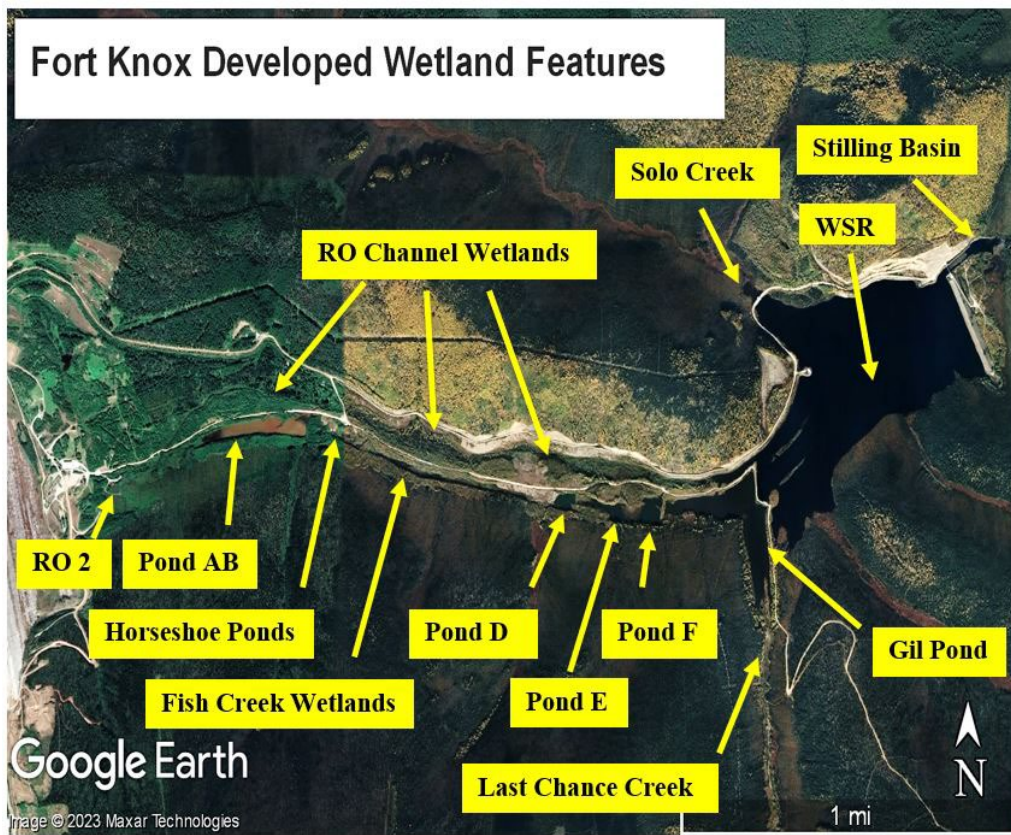 Fort Knox Developed Wetland Features
Stilling Basin
Solo Creek
WSR
RO Channel Wetlands
RO 2
Pond AB
Horseshoe Ponds
Pond D
Pond F
Gil Pond
Fish Creek Wetlands
Pond E
Last Chance Creek
N
Google Earth
Image © 2023 Maxar Technologies
1 mi